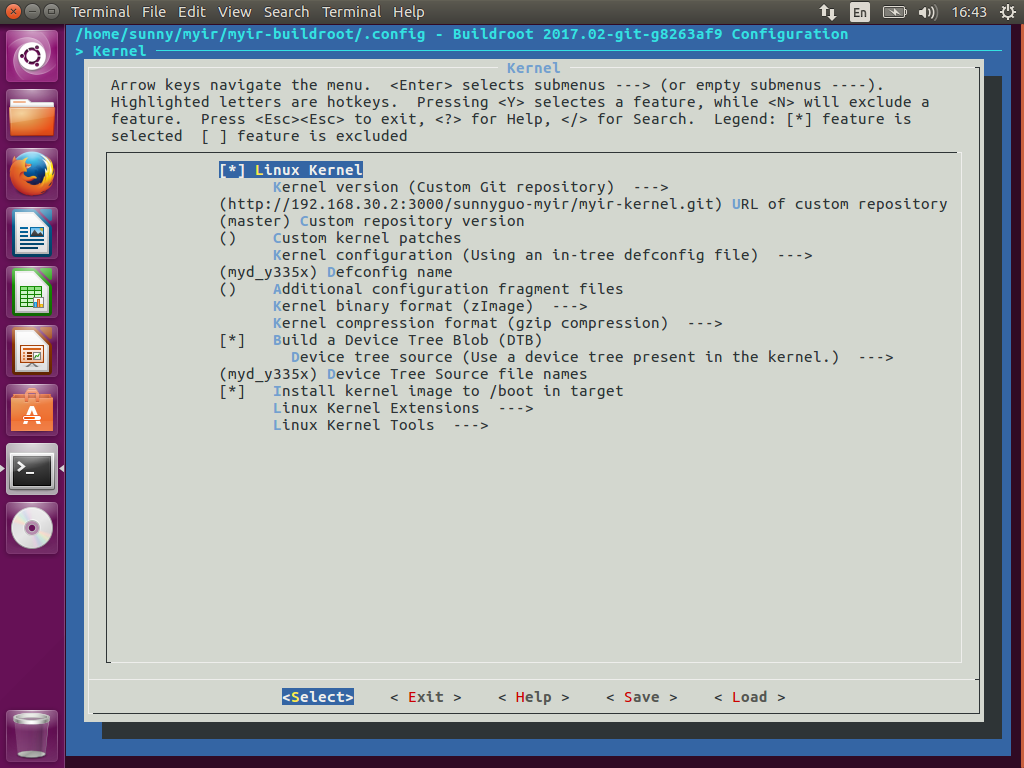 Terminal File Edit View Search Terminal Help En 16:43
/home/sunny/myir/myir-buildroot/.config - Buildroot 2017.02-git-g8263af9 Configuration
> Kernel
Kernel
Arrow keys navigate the menu.  <Enter> selects submenus ---> (or empty submenus ----).
Highlighted letters are hotkeys.  Pressing <Y> selectes a feature, while <N> will exclude a
feature.  Press <Esc><Esc> to exit, <?> for Help, </> for Search.  Legend: [*] feature is
selected  [ ] feature is excluded
[*] Linux Kernel
Kernel version (Custom Git repository)  --->
(http://192.168.30.2:3000/sunnyguo-myir/myir-kernel.git) URL of custom repository
(master) Custom repository version
()    Custom kernel patches
Kernel configuration (Using an in-tree defconfig file)  --->
(myd_y335x) Defconfig name
()    Additional configuration fragment files
Kernel binary format (zImage)  --->
Kernel compression format (gzip compression)  --->
[*]   Build a Device Tree Blob (DTB)
Device tree source (Use a device tree present in the kernel.)  --->
(myd_y335x) Device Tree Source file names
[*]   Install kernel image to /boot in target
Linux Kernel Extensions  --->
Linux Kernel Tools  --->
<Select>    < Exit >    < Help >    < Save >    < Load >